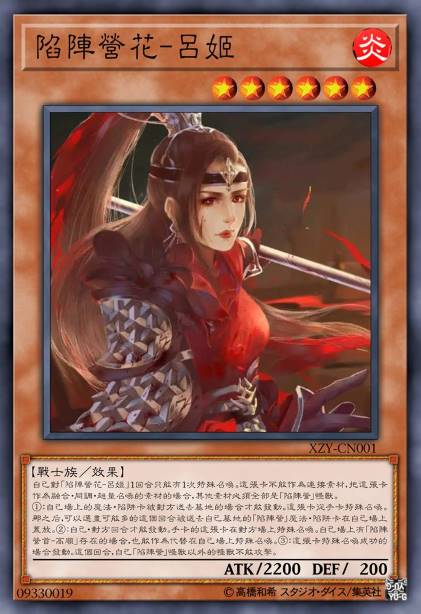 陷陣營花-呂姬
炎
XZY-CN001
【戰士族／效果】
自己對「陷陣營花-呂姬」1回合只能有1次特殊召喚。這張卡不能作為連接素材，把這張卡
作為融合·同調·超量召喚的素材的場合，其他素材必須全部是「陷陣營」怪獸。
①：自己場上的魔法·陷阱卡被對方送去墓地的場合才能發動。這張卡從手卡特殊召喚。
那之後，可以選盡可能多的這個回合被送去自己墓地的「陷陣營」魔法·陷阱卡在自己場上
蓋放。②：自己·對方回合才能發動。手卡的這張卡在對方場上特殊召喚。自己場上有「陷陣
營首-高順」存在的場合，也能作為代替在自己場上特殊召喚。③：這張卡特殊召喚成功的
場合發動。這個回合，自己「陷陣營」怪獸以外的怪獸不能攻擊。
ATK/2200 DEF/ 200
09330019
©高橋和希 スタジオ・ダイス/集英社